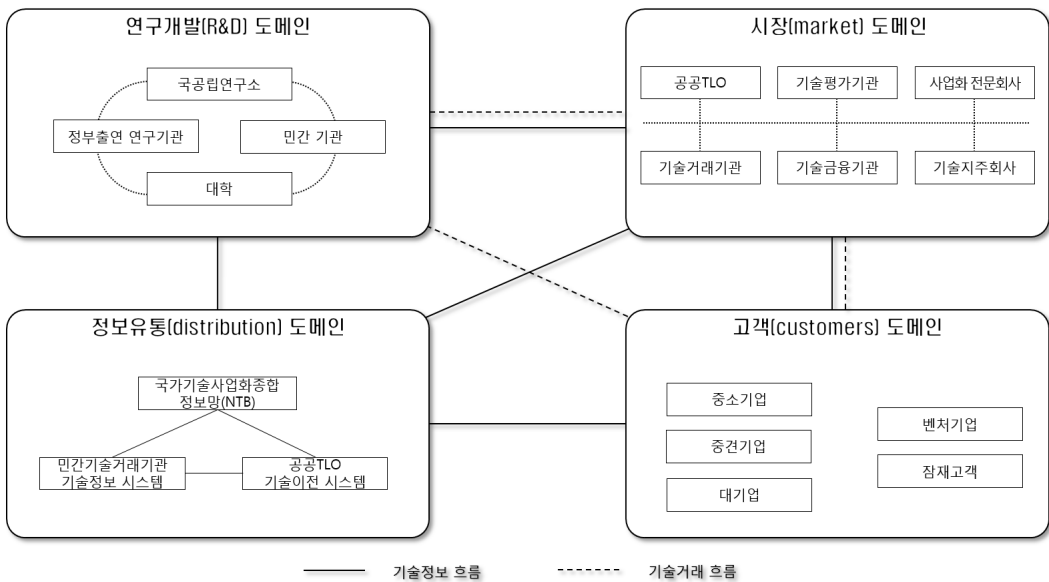 연구개발(R&D) 도메인
국공립연구소
정부출연 연구기관
민간 기관
대학
시장(market) 도메인
공공TLO
기술평가기관
사업화 전문회사
기술거래기관
기술금융기관
기술지주회사
정보유통(distribution) 도메인
국가기술사업화종합
정보망(NTB)
민간기술거래기관
기술정보 시스템
공공TLO
기술이전 시스템
고객(customers) 도메인
중소기업
중견기업
대기업
벤처기업
잠재고객
기술정보 흐름
기술거래 흐름